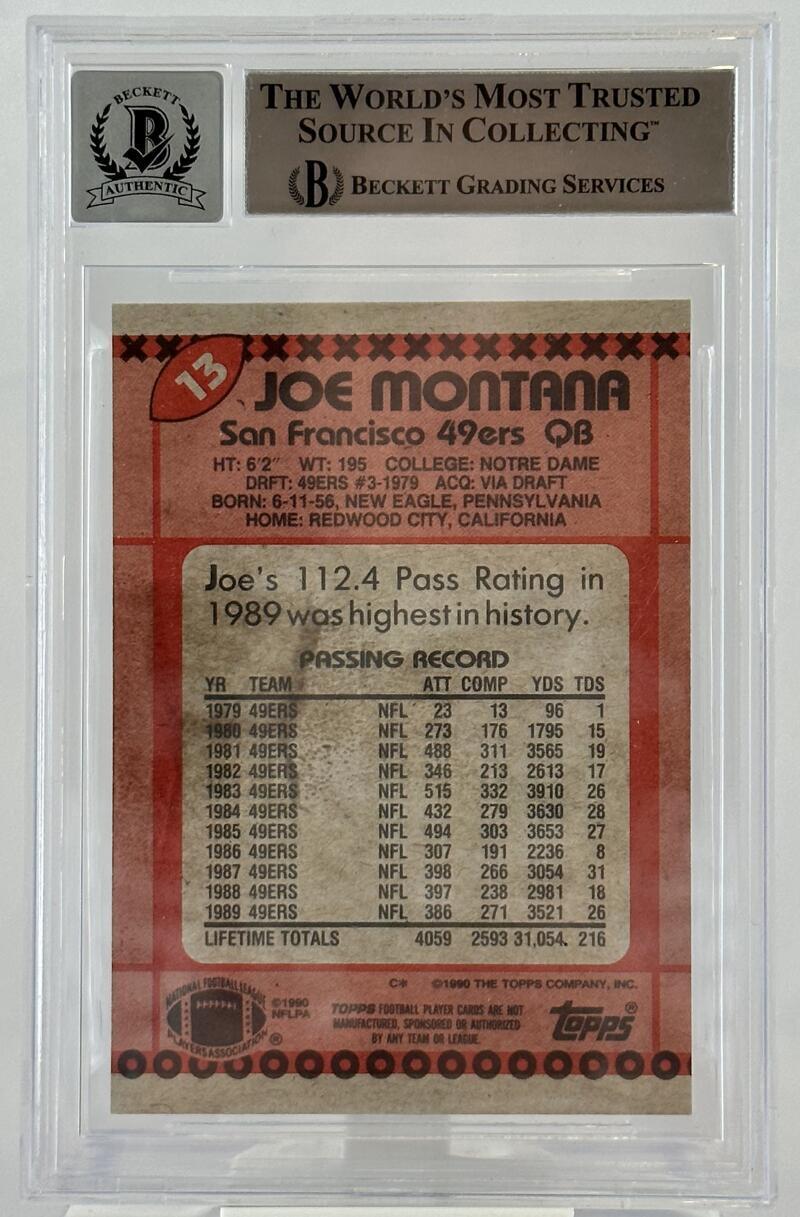 BECKETT
B
AUTHENTIC
THE WORLD'S MOST TRUSTED
SOURCE IN COLLECTING™
B BECKETT GRADING SERVICES
13
JOE MONTANA
San Francisco 49ers QB
HT: 6'2" WT: 195 COLLEGE: NOTRE DAME
DRFT: 49ERS #3-1979 ACQ: VIA DRAFT
BORN: 6-11-56, NEW EAGLE, PENNSYLVANIA
HOME: REDWOOD CITY, CALIFORNIA
Joe's 112.4 Pass Rating in
1989 was highest in history.
PASSING RECORD
YR TEAM ATT COMP YDS TDS
1979 49ERS NFL 23 13 96 1
1980 49ERS NFL 273 176 1795 15
1981 49ERS NFL 488 311 3565 19
1982 49ERS NFL 346 213 2613 17
1983 49ERS NFL 515 332 3910 26
1984 49ERS NFL 432 279 3630 28
1985 49ERS NFL 494 303 3653 27
1986 49ERS NFL 307 191 2236 8
1987 49ERS NFL 398 266 3054 31
1988 49ERS NFL 397 238 2981 18
1989 49ERS NFL 386 271 3521 26
LIFETIME TOTALS 4059 2593 31,054. 216
C* ©1990 THE TOPPS COMPANY, INC.
NATIONAL FOOTBALL LEAGUE
PLAYERS ASSOCIATION ®
©1990
NFLPA
TOPPS FOOTBALL PLAYER CARDS ARE NOT
MANUFACTURED, SPONSORED OR AUTHORIZED
BY ANY TEAM OR LEAGUE.
topps®